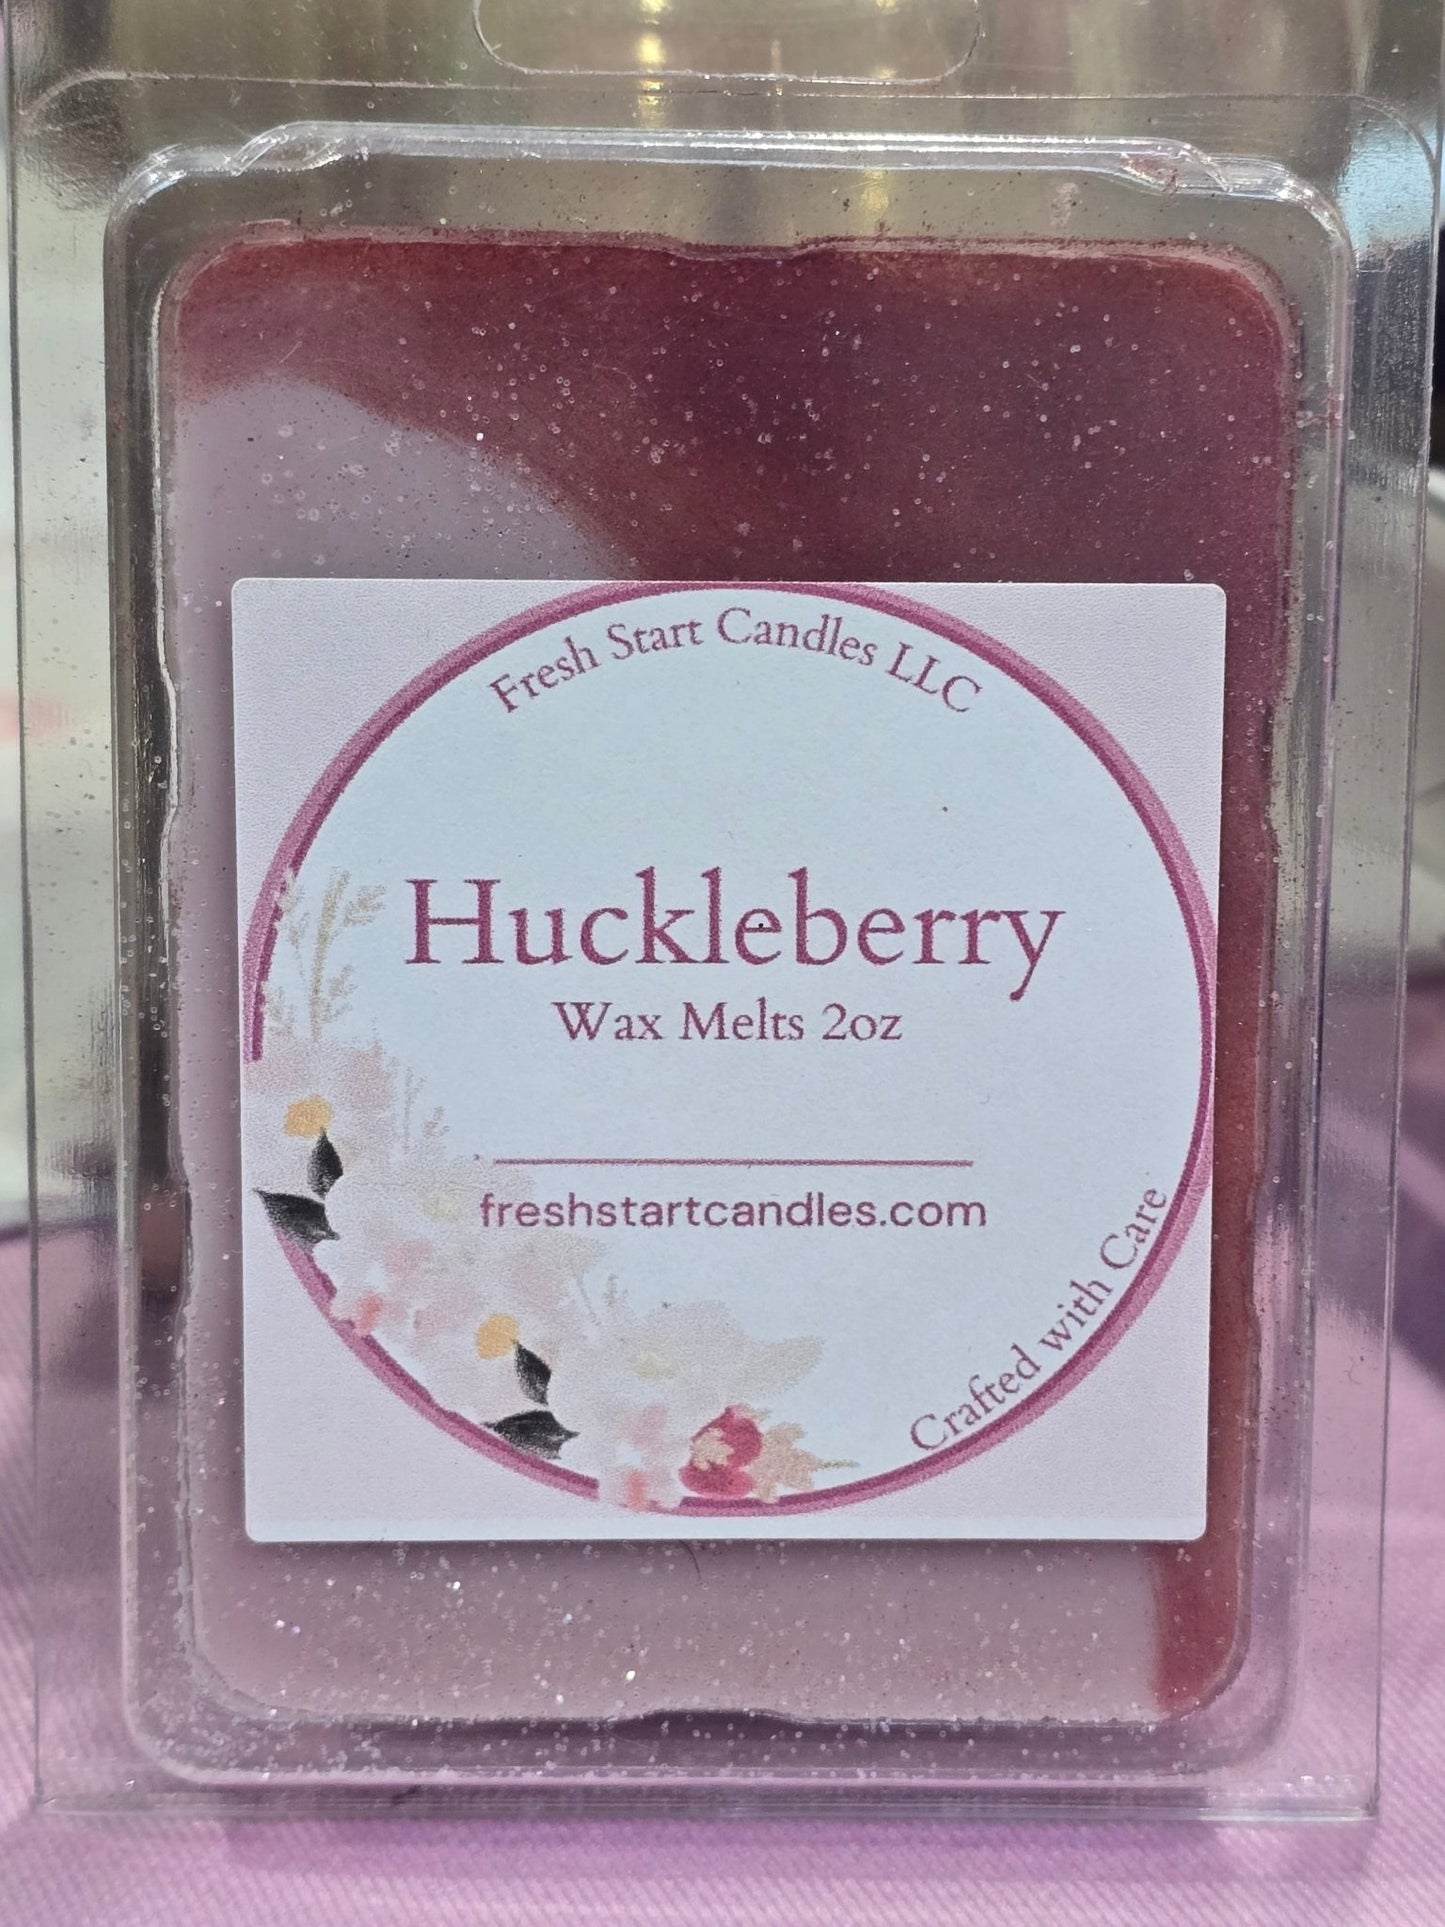 Fresh Start Candles LLC
Huckleberry
Wax Melts 2oz
freshstartcandles.com
Crafted with Care